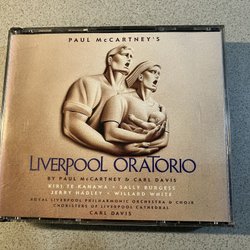 PAUL McCARTNEY'S
LIVERPOOL ORATORIO
BY PAUL McCARTNEY & CARL DAVIS
KIRI TE KANAWA • SALLY BURGESS
JERRY HADLEY • WILLARD WHITE
ROYAL LIVERPOOL PHILHARMONIC ORCHESTRA & CHOIR
CHORISTERS OF LIVERPOOL CATHEDRAL
CARL DAVIS